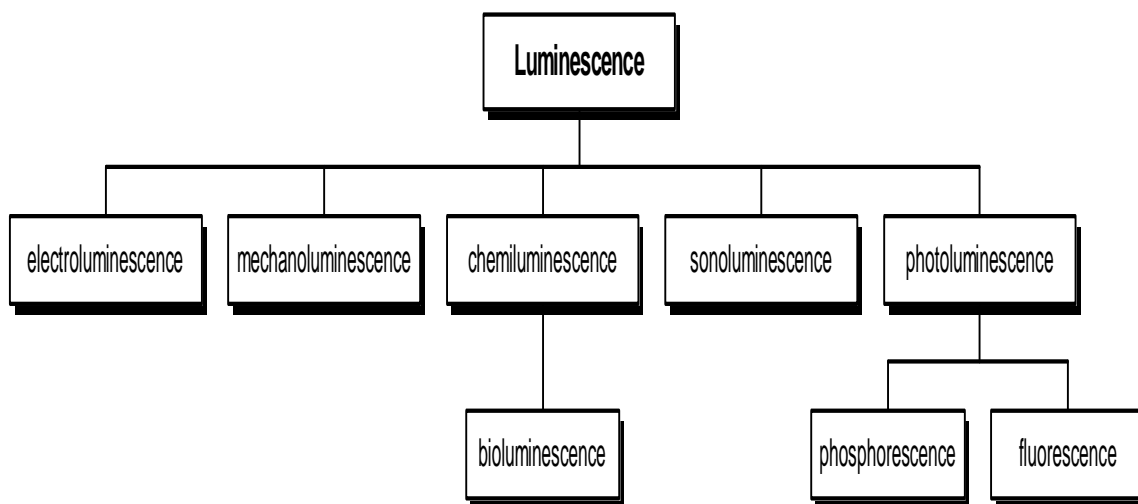 Luminescence
electroluminescence
mechanoluminescence
chemiluminescence
sonoluminescence
photoluminescence
bioluminescence
phosphorescence
fluorescence